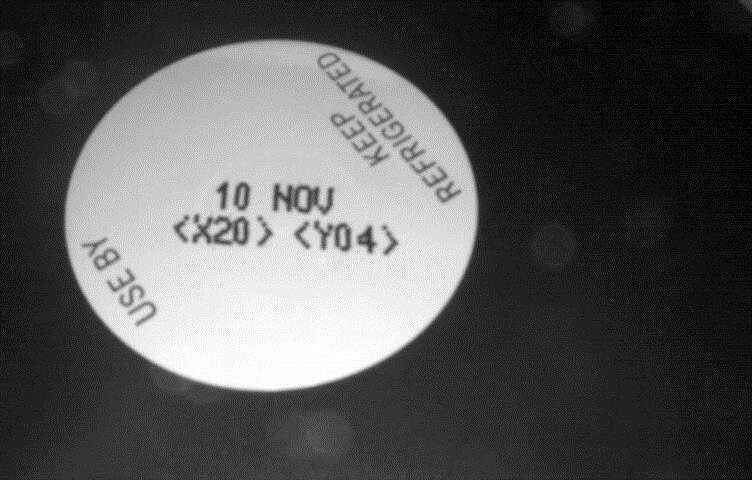 KEEP
REFRIGERATED
10 NOV
<X20> <Y04>
USE BY